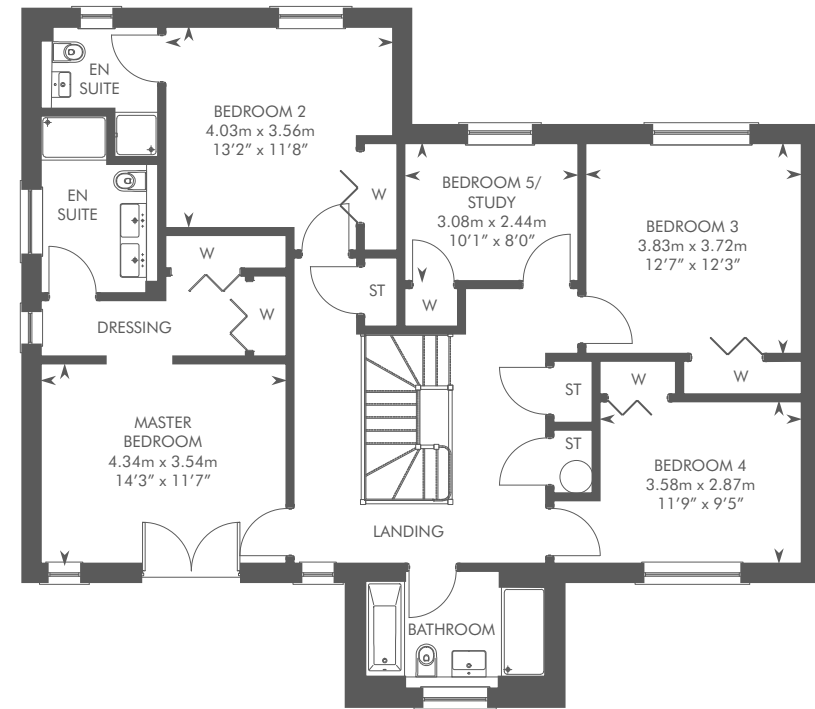 EN
SUITE
BEDROOM 2
4.03m x 3.56m
13’2” x 11’8”
W
BEDROOM 5/
STUDY
3.08m x 2.44m
10’1” x 8’0”
BEDROOM 3
3.83m x 3.72m
12’7” x 12’3”
EN
SUITE
W
W
ST
W
DRESSING
W
W
ST
MASTER
BEDROOM
4.34m x 3.54m
14’3” x 11’7”
ST
BEDROOM 4
3.58m x 2.87m
11’9” x 9’5”
LANDING
BATHROOM